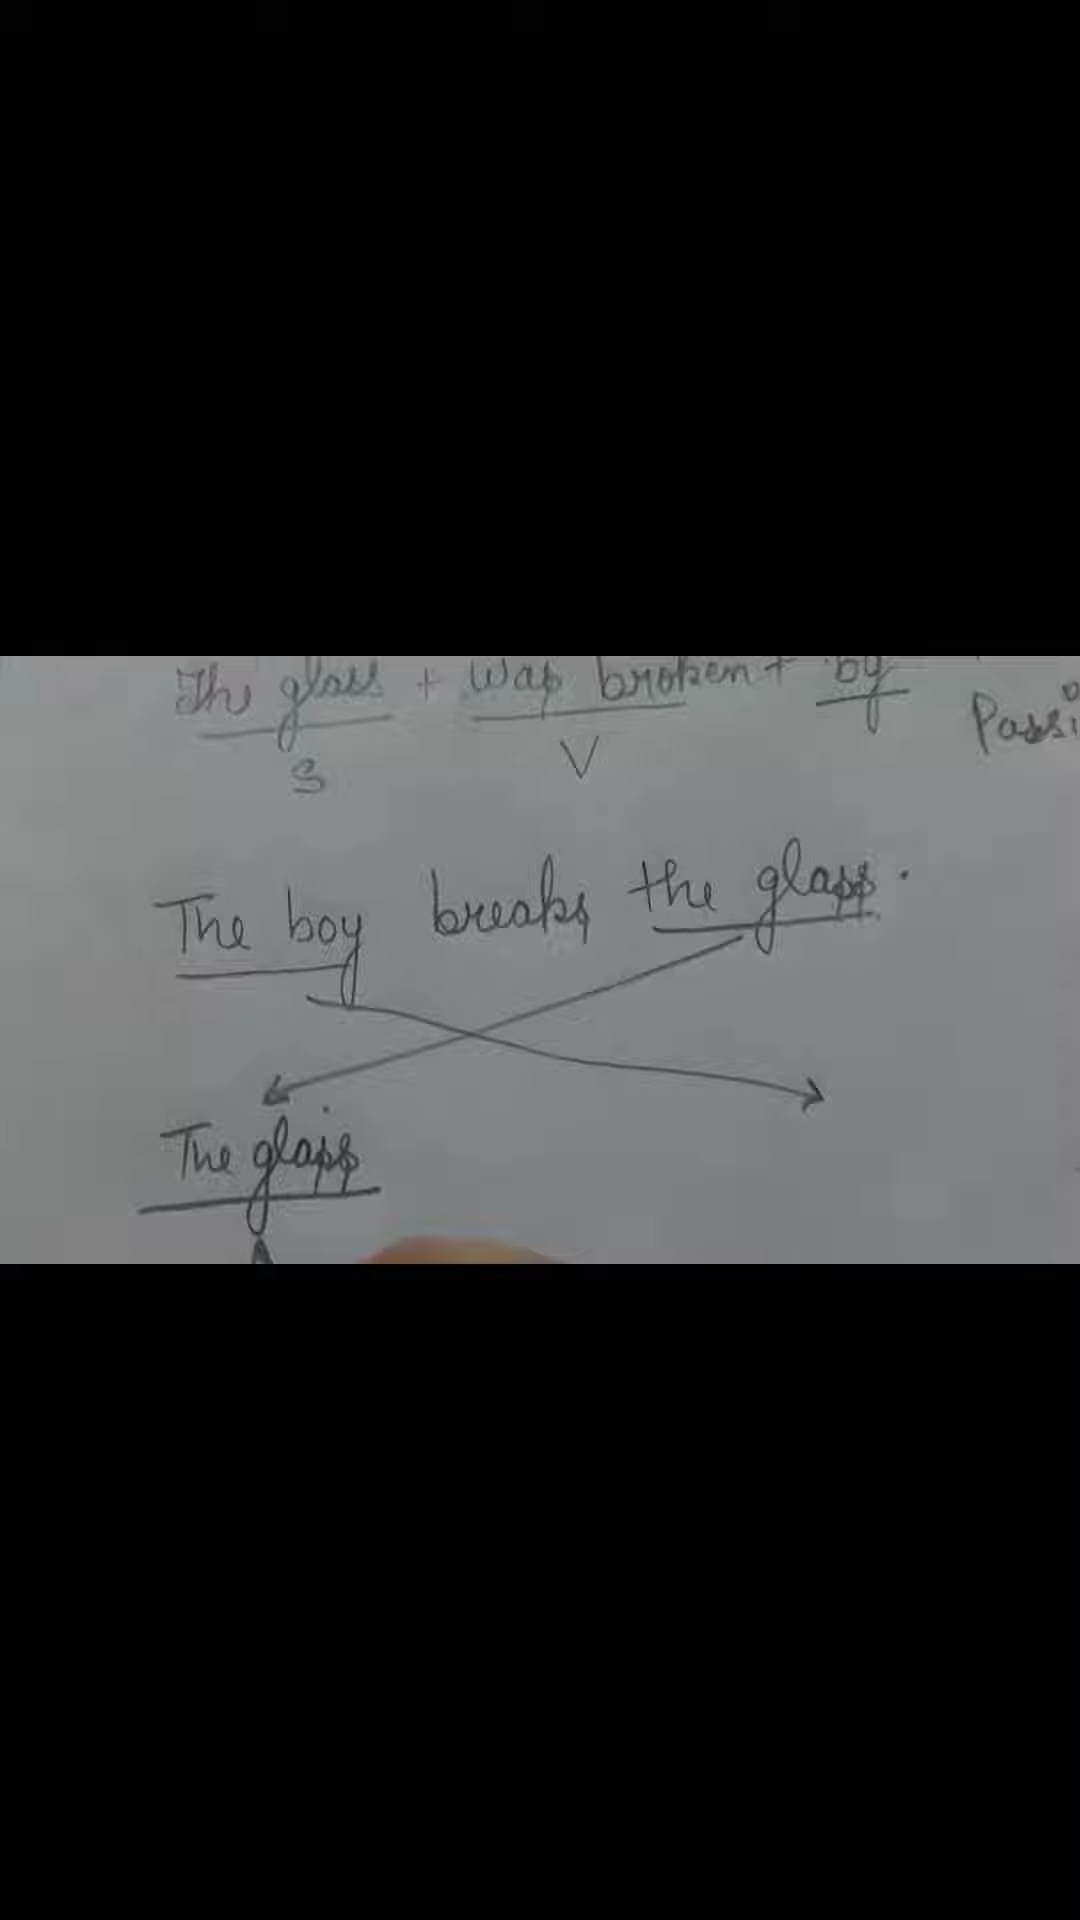 The glass + was broken + by
Passi
S V
The boy breaks the glass.
The glass